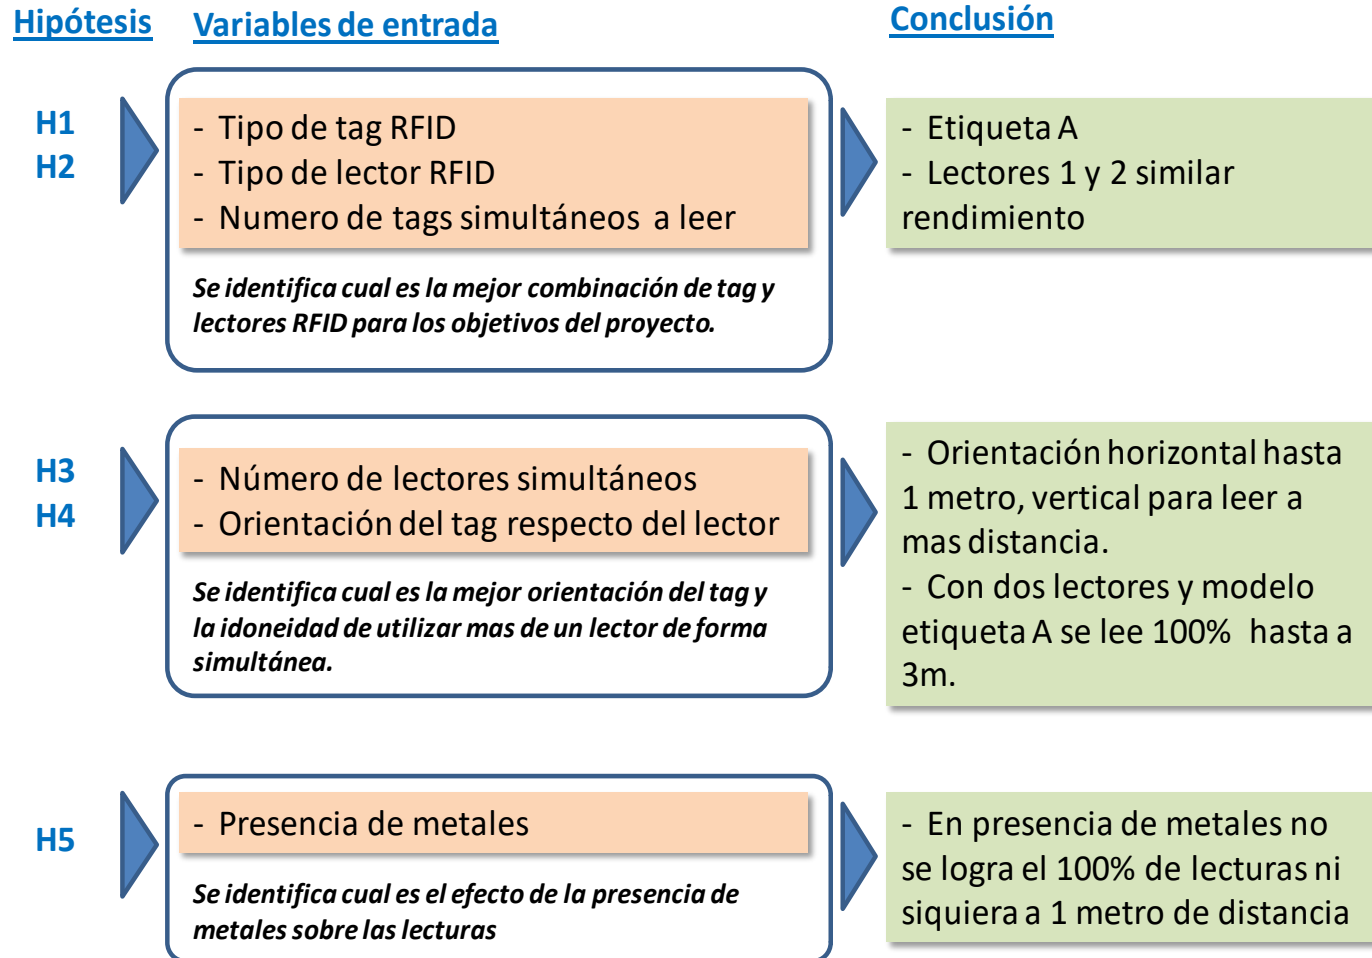 Hipótesis
Variables de entrada
Conclusión
H1
H2
- Tipo de tag RFID
- Tipo de lector RFID
- Numero de tags simultáneos a leer
Se identifica cual es la mejor combinación de tag y
lectores RFID para los objetivos del proyecto.
- Etiqueta A
- Lectores 1 y 2 similar
rendimiento
H3
H4
- Número de lectores simultáneos
- Orientación del tag respecto del lector
Se identifica cual es la mejor orientación del tag y
la idoneidad de utilizar mas de un lector de forma
simultánea.
- Orientación horizontal hasta
1 metro, vertical para leer a
mas distancia.
- Con dos lectores y modelo
etiqueta A se lee 100% hasta a
3m.
H5
- Presencia de metales
Se identifica cual es el efecto de la presencia de
metales sobre las lecturas
- En presencia de metales no
se logra el 100% de lecturas ni
siquiera a 1 metro de distancia